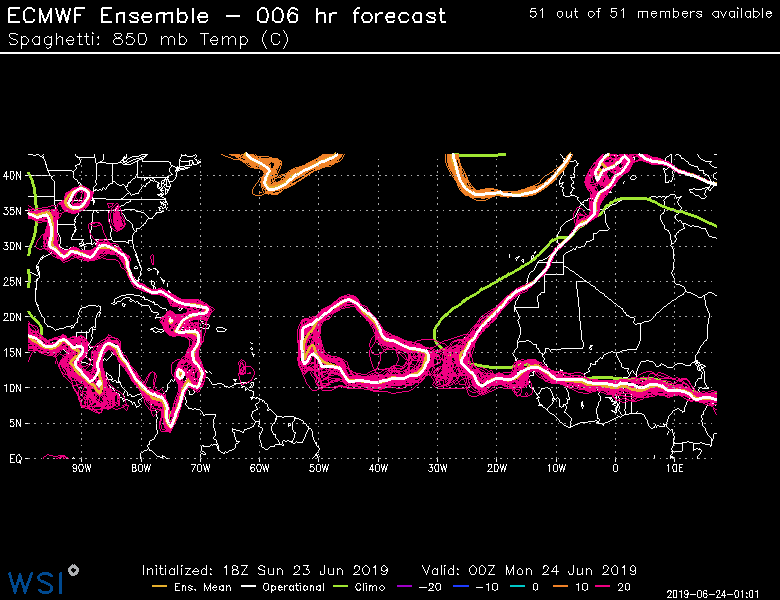 ECMWF Ensemble – 006 hr forecast
51 out of 51 members available
Spaghetti: 850 mb Temp (C)
40N
35N
30N
25N
20N
15N
10N
5N
EQ
90W 80W 70W 60W 50W 40W 30W 20W 10W 0 10E
Initialized: 18Z Sun 23 Jun 2019 Valid: 00Z Mon 24 Jun 2019
Ens. Mean Operational Climo -20 -10 0 10 20
WSI
2019-06-24-01:01